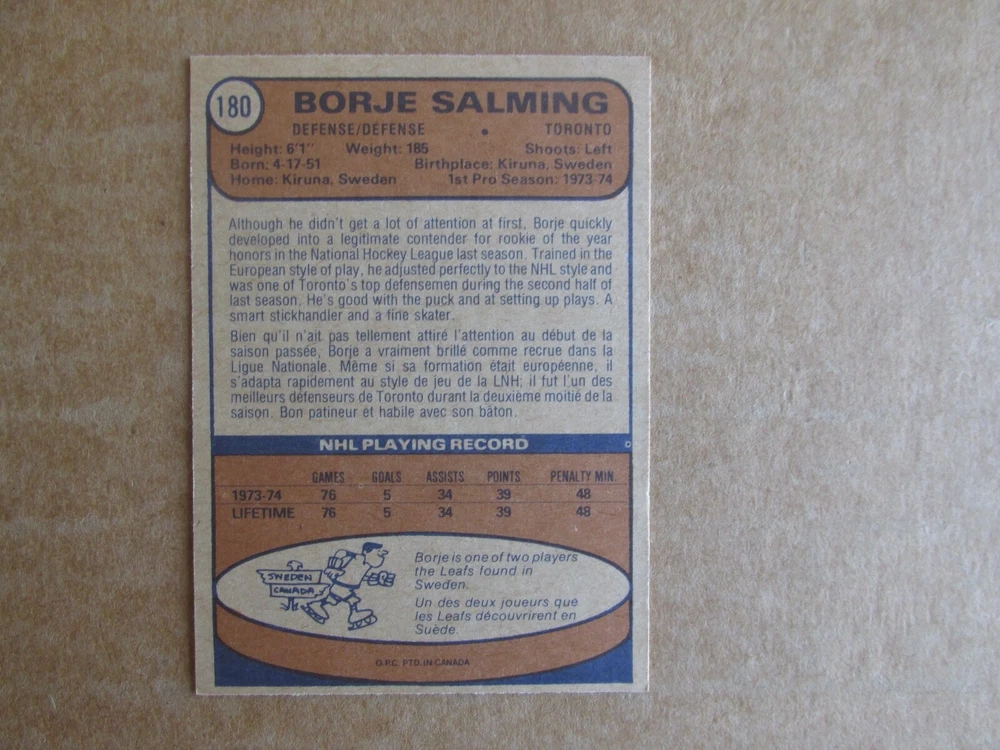 180
BORJE SALMING
DEFENSE/DÉFENSE • TORONTO
Height: 6'1" Weight: 185 Shoots: Left
Born: 4-17-51 Birthplace: Kiruna, Sweden
Home: Kiruna, Sweden 1st Pro Season: 1973-74
Although he didn't get a lot of attention at first, Borje quickly
developed into a legitimate contender for rookie of the year
honors in the National Hockey League last season. Trained in the
European style of play, he adjusted perfectly to the NHL style and
was one of Toronto's top defensemen during the second half of
last season. He's good with the puck and at setting up plays. A
smart stickhandler and a fine skater.
Bien qu'il n'ait pas tellement attiré l'attention au début de la
saison passée, Borje a vraiment brillé comme recrue dans la
Ligue Nationale. Même si sa formation était européenne, il
s'adapta rapidement au style de jeu de la LNH; il fut l'un des
meilleurs défenseurs de Toronto durant la deuxième moitié de la
saison. Bon patineur et habile avec son bâton.
NHL PLAYING RECORD
GAMES GOALS ASSISTS POINTS PENALTY MIN.
1973-74 76 5 34 39 48
LIFETIME 76 5 34 39 48
SWEDEN
CANADA
Borje is one of two players
the Leafs found in
Sweden.
Un des deux joueurs que
les Leafs découvrirent en
Suède.
O.P.C. PTD. IN CANADA